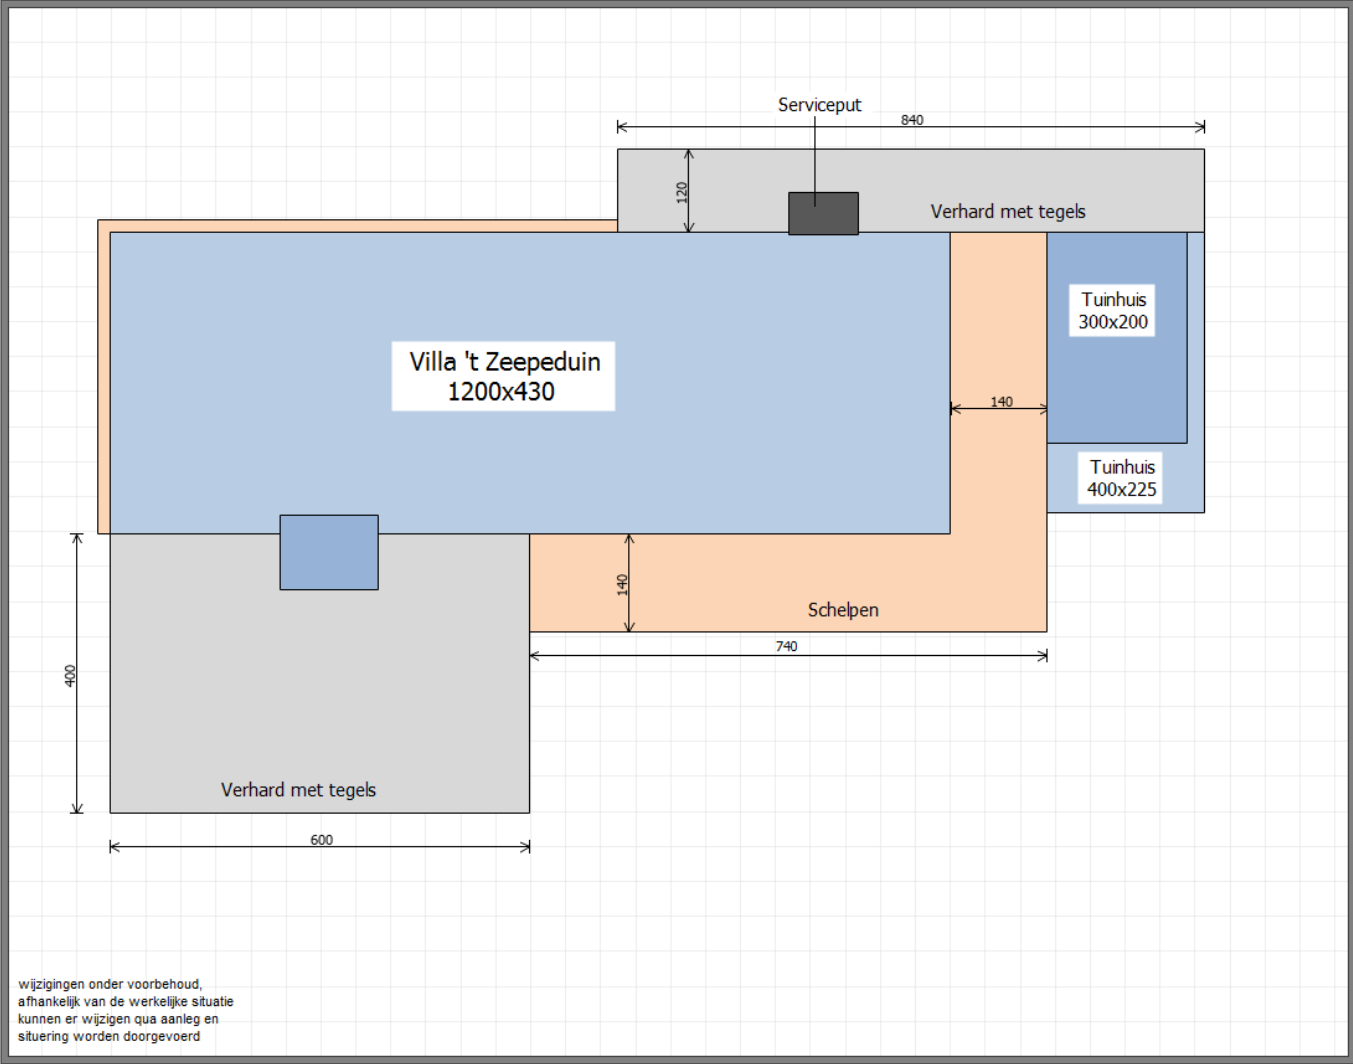 Serviceput
840
120
Verhard met tegels
Tuinhuis
300x200
Villa 't Zeepeduin
1200x430
140
Tuinhuis
400x225
140
Schelpen
740
400
Verhard met tegels
600
wijzigingen onder voorbehoud,
afhankelijk van de werkelijke situatie
kunnen er wijzigen qua aanleg en
situering worden doorgevoerd